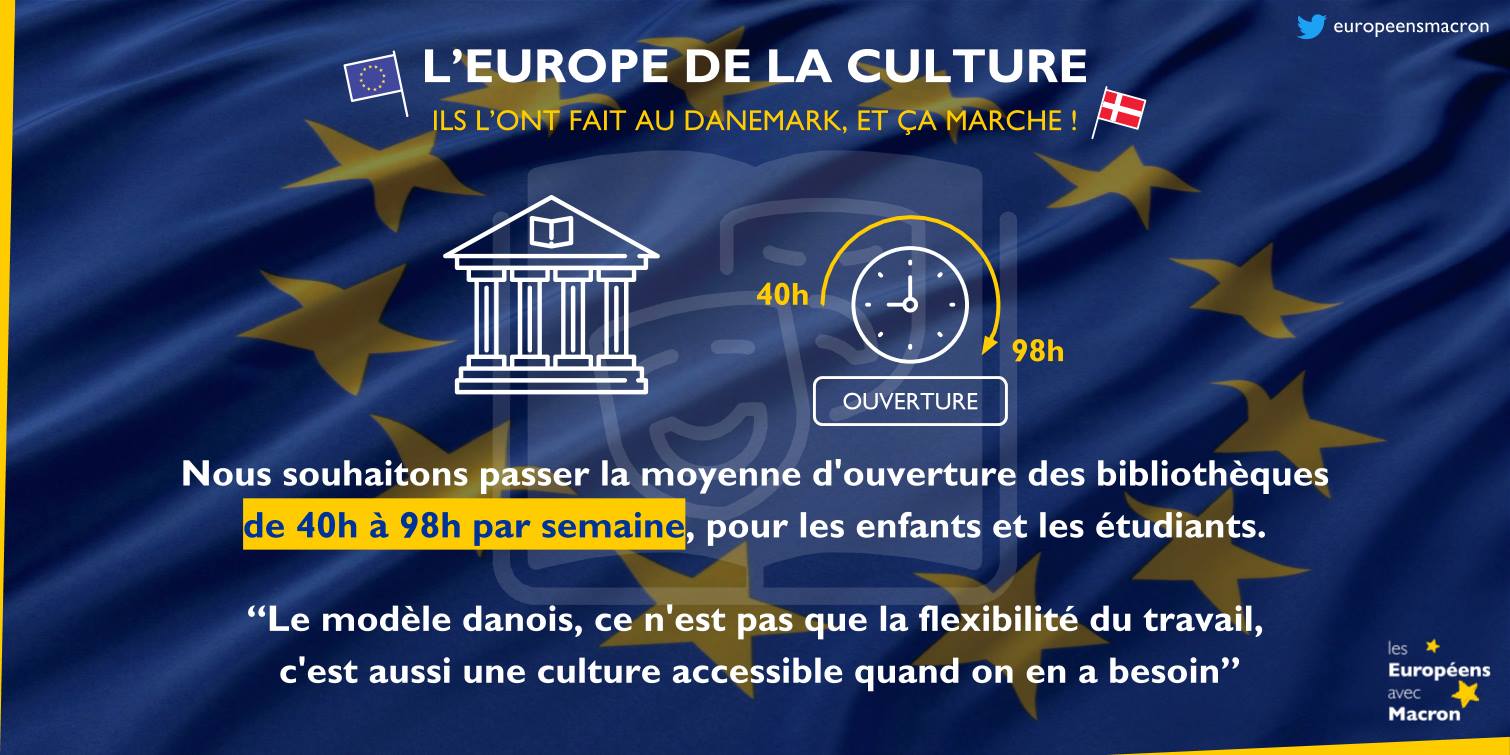 europeensmacron
L'EUROPE DE LA CULTURE
ILS L'ONT FAIT AU DANEMARK, ET ÇA MARCHE !
40h
98h
OUVERTURE
Nous souhaitons passer la moyenne d'ouverture des bibliothèques
de 40h à 98h par semaine, pour les enfants et les étudiants.
“Le modèle danois, ce n'est pas que la flexibilité du travail,
c'est aussi une culture accessible quand on en a besoin”
les
Européens
avec
Macron